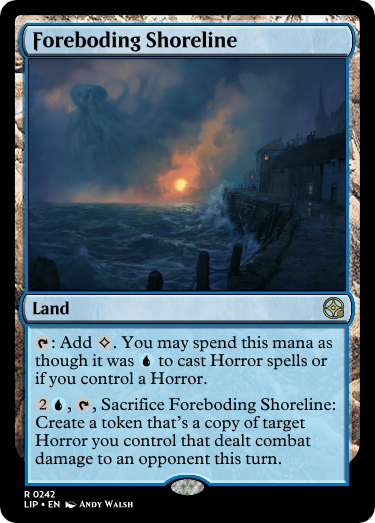 Foreboding Shoreline
Land
: Add . You may spend this mana as
though it was to cast Horror spells or
if you control a Horror.
2 , , Sacrifice Foreboding Shoreline:
Create a token that's a copy of target
Horror you control that dealt combat
damage to an opponent this turn.
R 0242
LIP • EN Andy Walsh